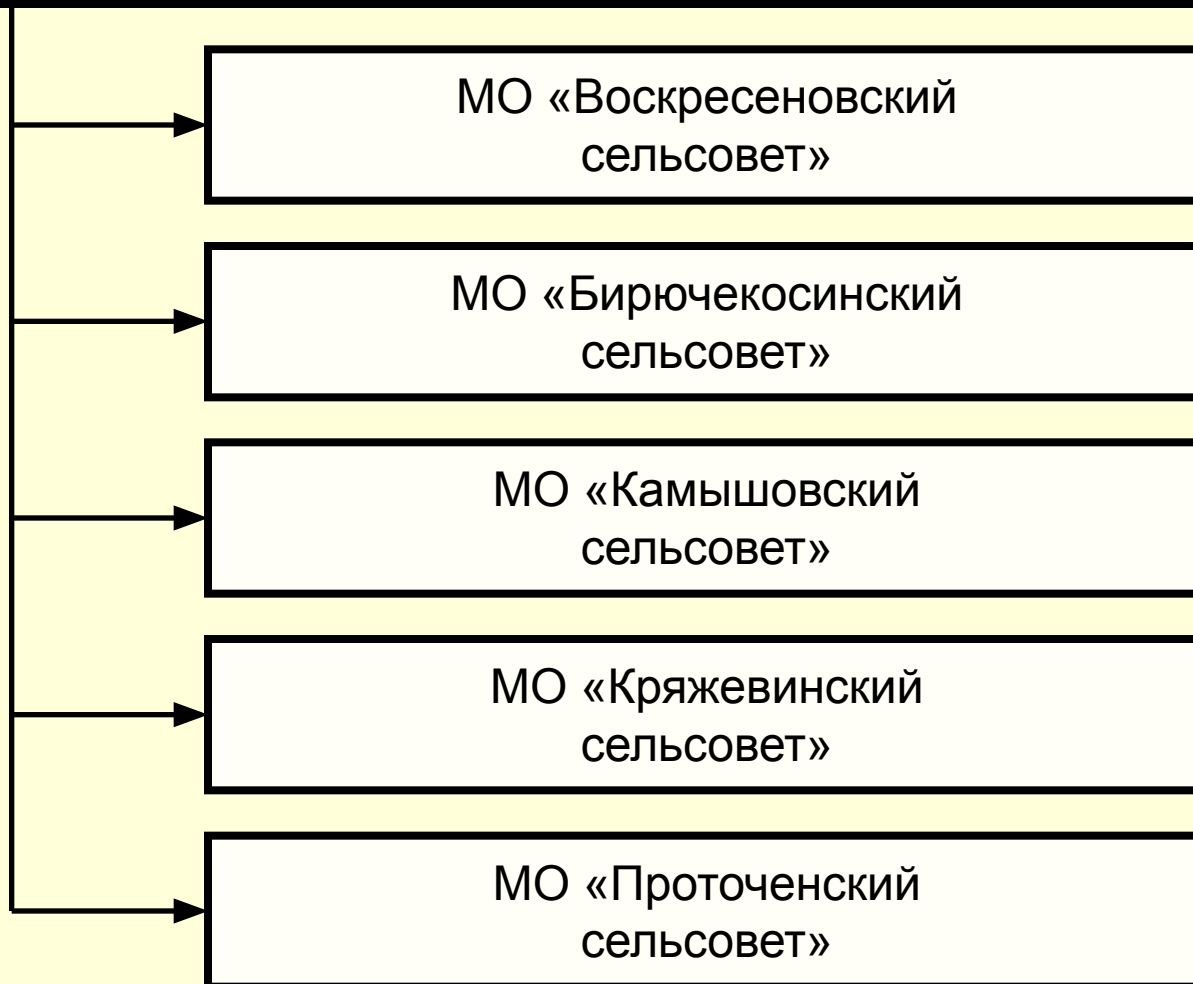 МО «Воскресеновский
сельсовет»
МО «Бирючекосинский
сельсовет»
МО «Камышовский
сельсовет»
МО «Кряжевинский
сельсовет»
МО «Проточенский
сельсовет»